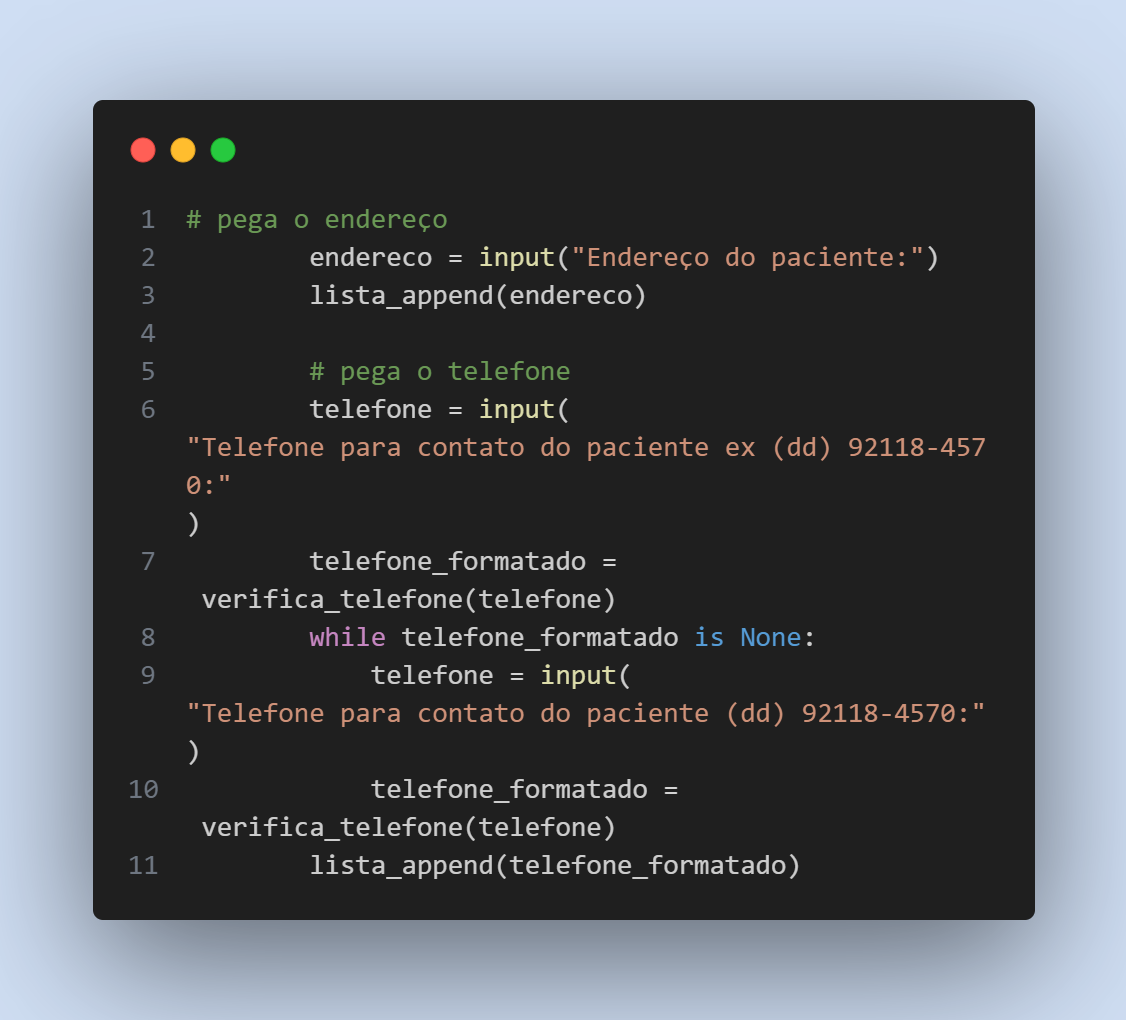 1 # pega o endereço
2         endereco = input("Endereço do paciente:")
3         lista_append(endereco)
4
5         # pega o telefone
6         telefone = input(
"Telefone para contato do paciente ex (dd) 92118-457
0:"
)
7         telefone_formatado =
 verifica_telefone(telefone)
8         while telefone_formatado is None:
9             telefone = input(
"Telefone para contato do paciente (dd) 92118-4570:"
)
10             telefone_formatado =
 verifica_telefone(telefone)
11         lista_append(telefone_formatado)